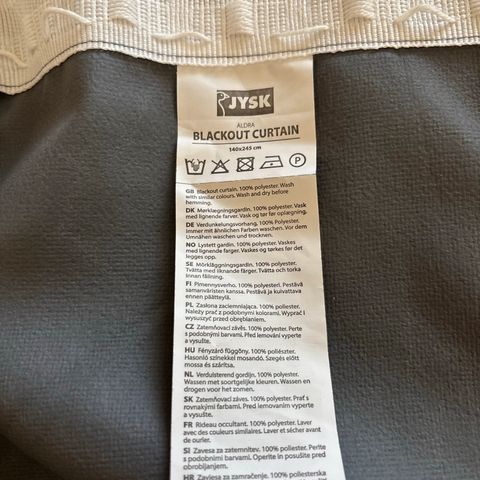 JYSK
ÄLDRA
BLACKOUT CURTAIN
140x245 cm
P
GB Blackout curtain. 100% polyester. Wash
with similar colours. Wash and dry before
hemming.
DK Mørklægningsgardin. 100% polyester. Vask
med lignende farver. Vask og tør før oplægning.
DE Verdunkelungsvorhang. 100% Polyester.
Immer mit ähnlichen Farben waschen. Vor dem
Umnähen waschen und trocknen.
NO Lystett gardin. 100% polyester. Vaskes
med lignende farger. Vaskes og tørkes før det
legges opp.
SE Mörkläggningsgardin. 100% polyester.
Tvätta med liknande färger. Tvätta och torka
innan fållning.
FI Pimennysverho. 100% polyesteri. Pestävä
samanväristen kanssa. Pestävä ja kuivattava
ennen päättelyä.
PL Zasłona zaciemniająca. 100% poliester.
Należy prać z podobnymi kolorami. Wyprać i
wysuszyć przed obrębianiem.
CZ Zatemňovací závěs. 100% polyester. Perte
s podobnými barvami. Před lemování vyperte
a vysušte.
HU Fényzáró függöny. 100% poliészter.
Hasonló színekkel mosandó. Szegés előtt
mossa és szárítsa.
NL Verduisterend gordijn. 100% polyester.
Wassen met soortgelijke kleuren. Wassen en
drogen voor het zomen.
SK Zatemňovací záves. 100% polyester. Prať s
rovnakými farbami. Pred lemovaním vyperte
a vysušte.
FR Rideau occultant. 100% polyester. Laver
avec des couleurs similaires. Laver et sécher avant
de ourler.
SI Zavesa za zatemnitev. 100% poliester. Perite
s podobnimi barvami. Operite in posušite pred
obrobljanjem.
HR Zavjesa za zamračenje. 100% poliesterska